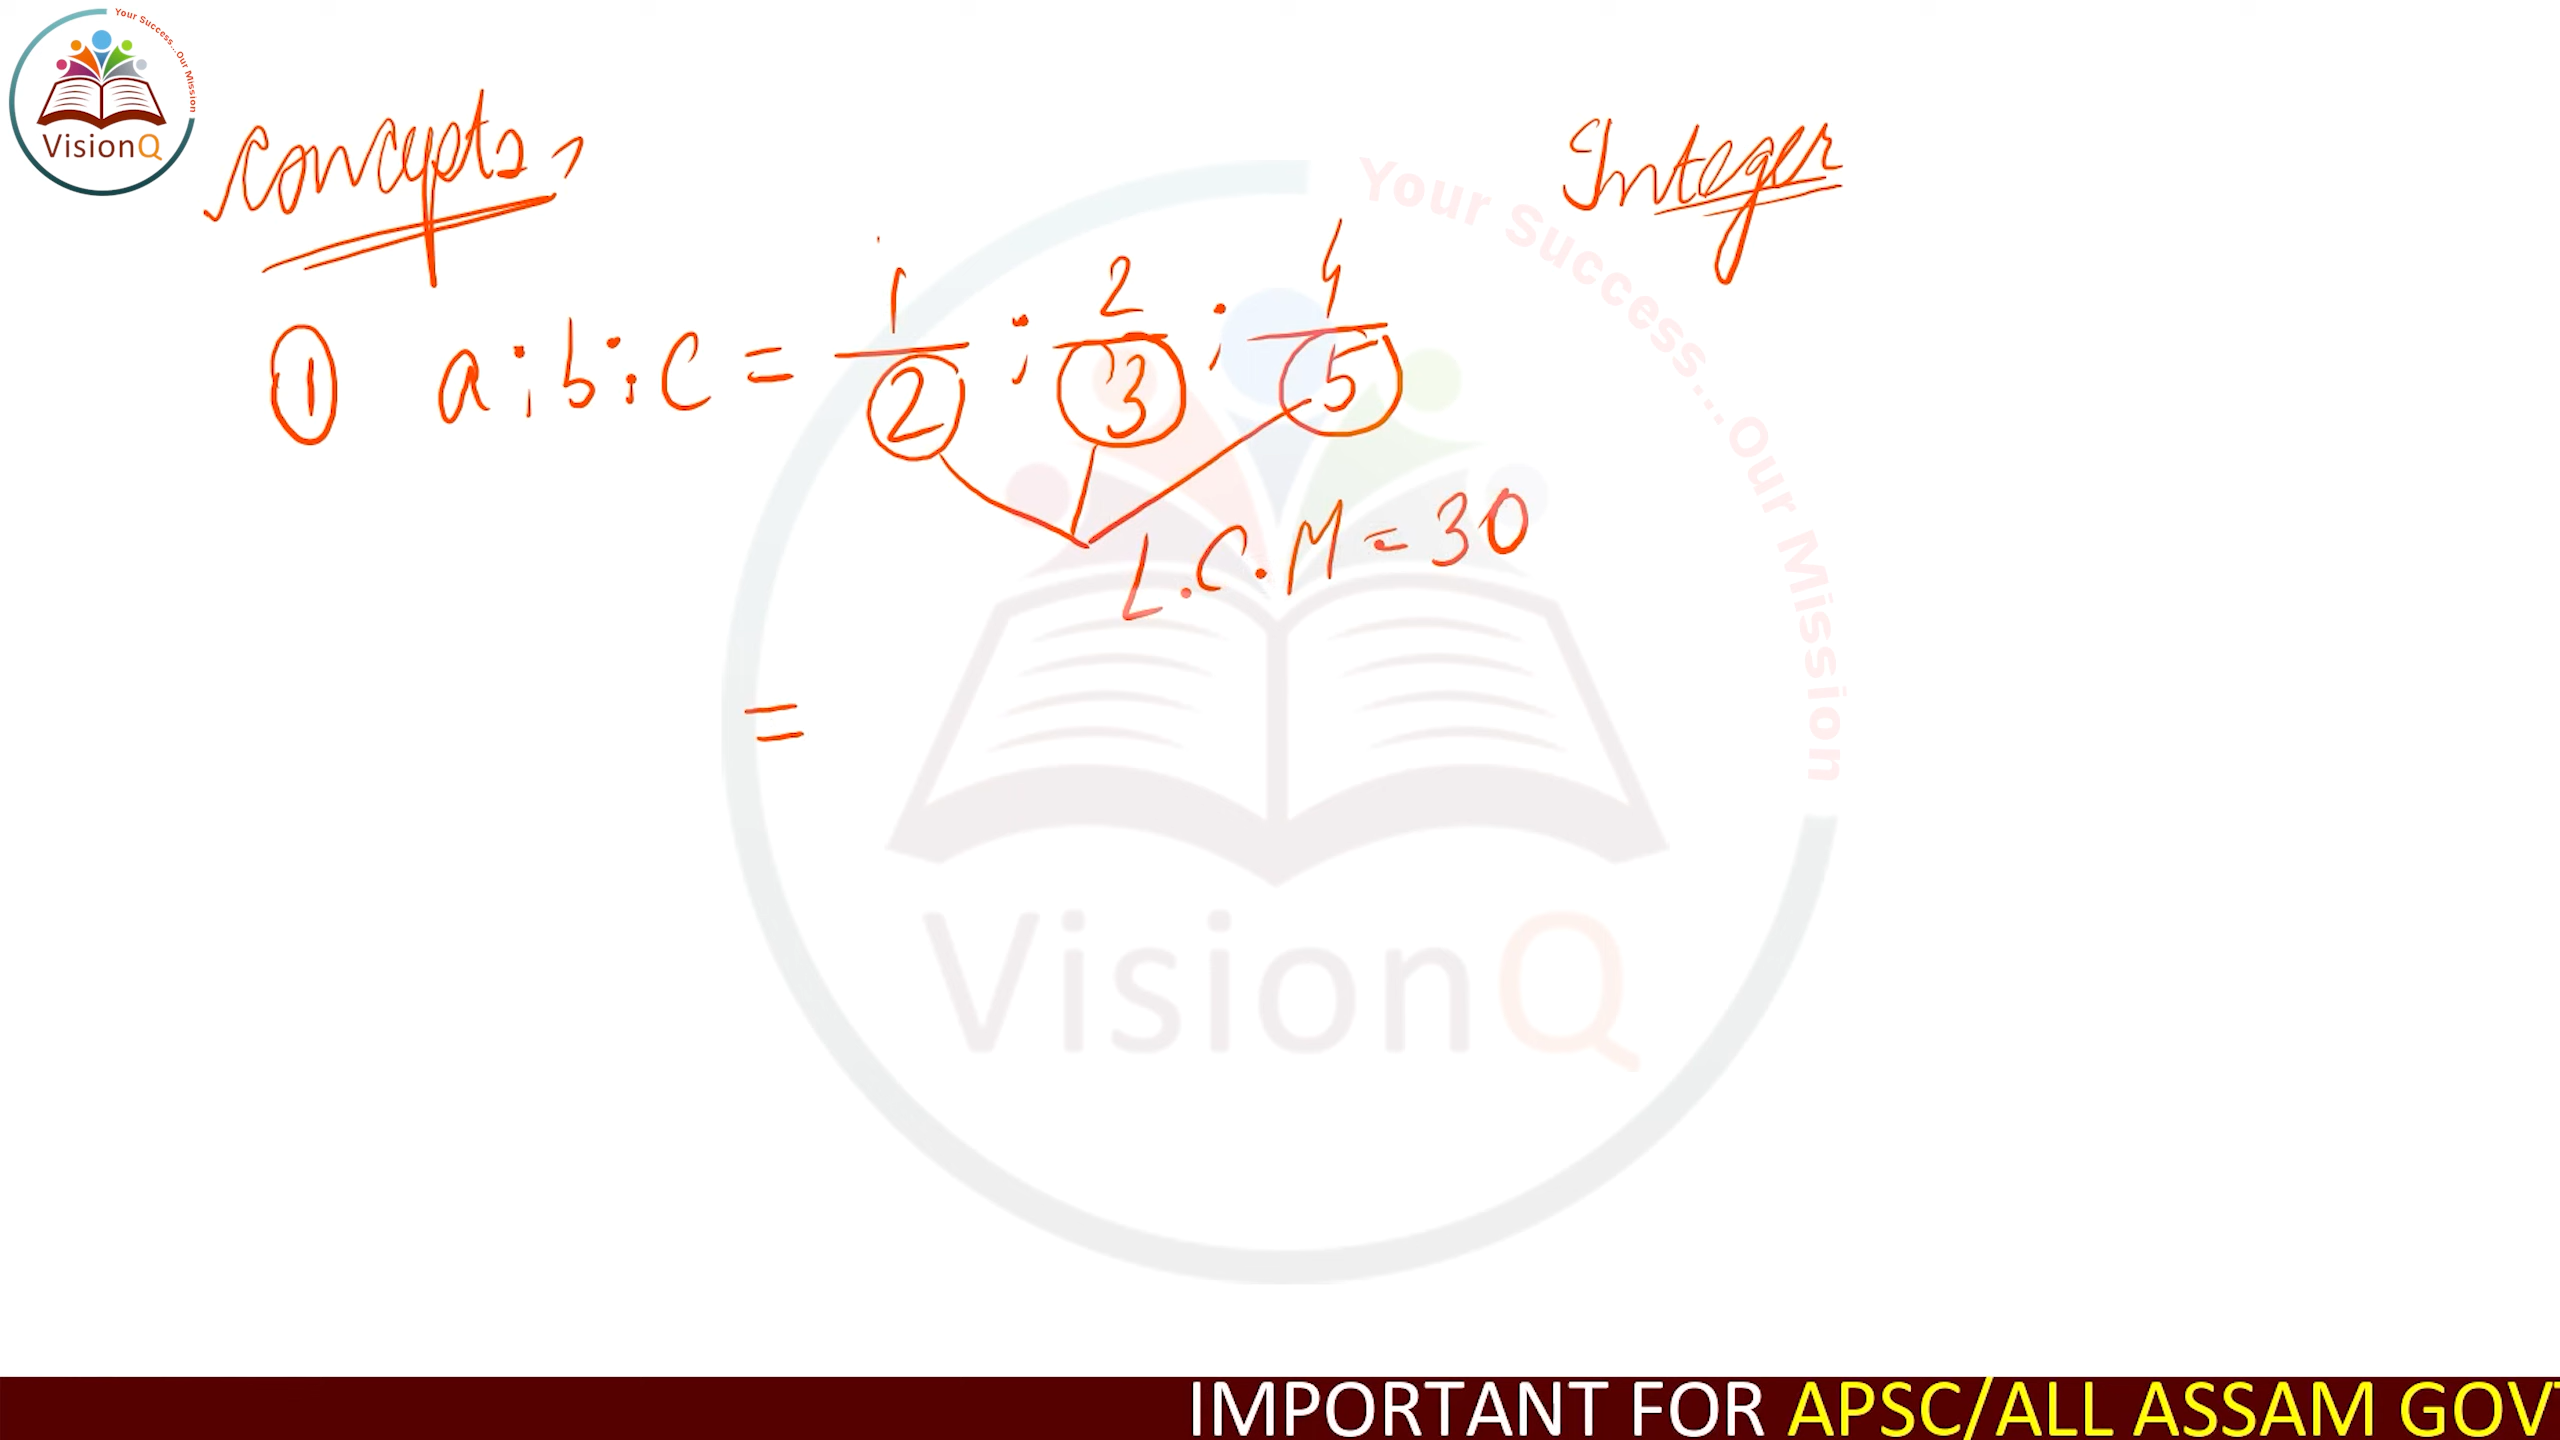 Your Success...Our Mission
VisionQ
Concepts,
Integer
① a:b:c = 1/2 : 2/3 : 4/5
L.C.M = 30
=
Your Success...Our Mission
VisionQ
IMPORTANT FOR APSC/ALL ASSAM GOV